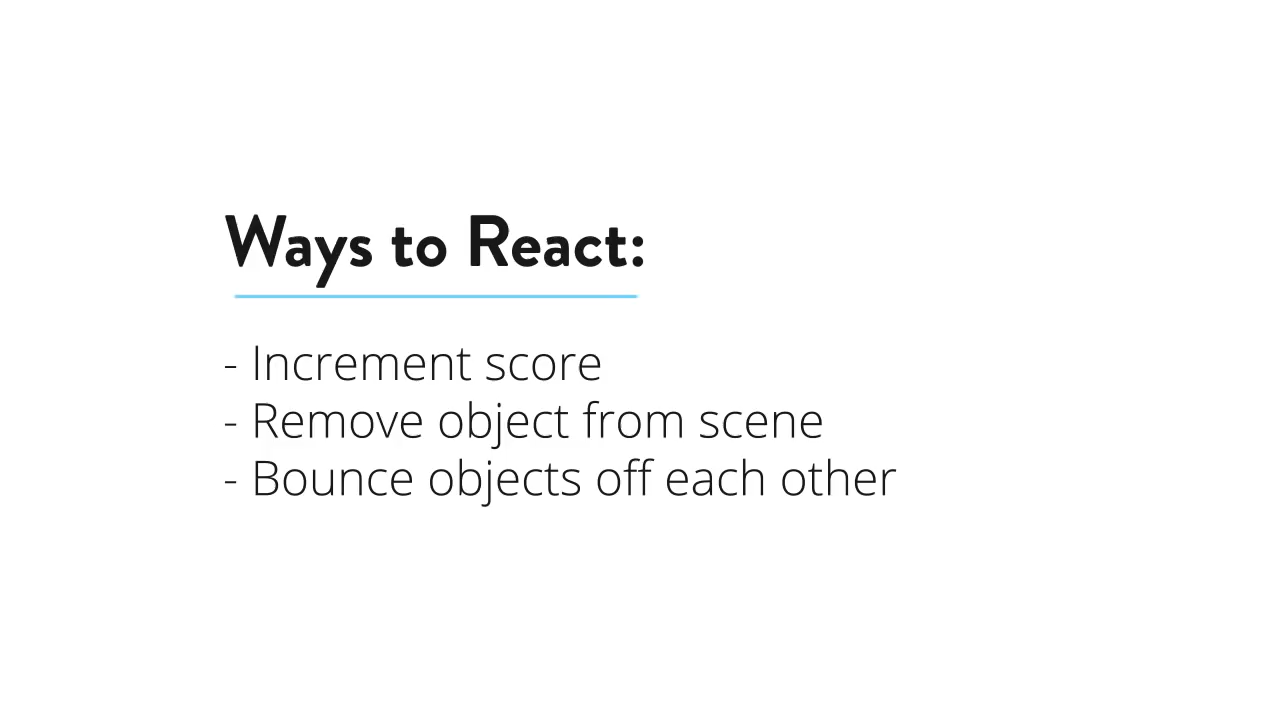 Ways to React:
- Increment score
- Remove object from scene
- Bounce objects off each other